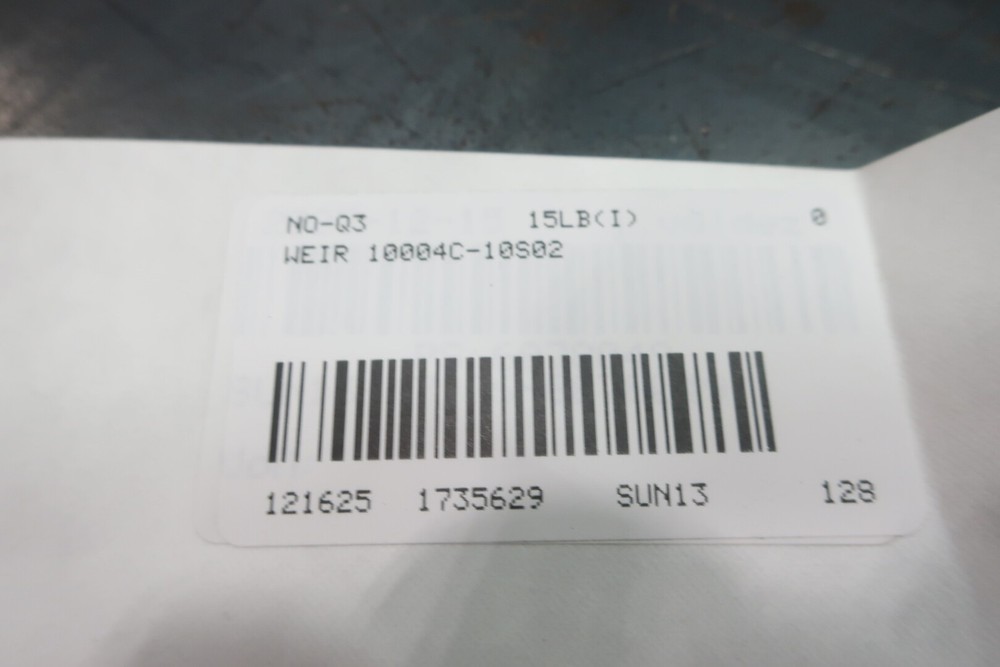 NO-Q3 15LB(I) 0
WEIR 10004C-10S02
121625 1735629 SUN13 128